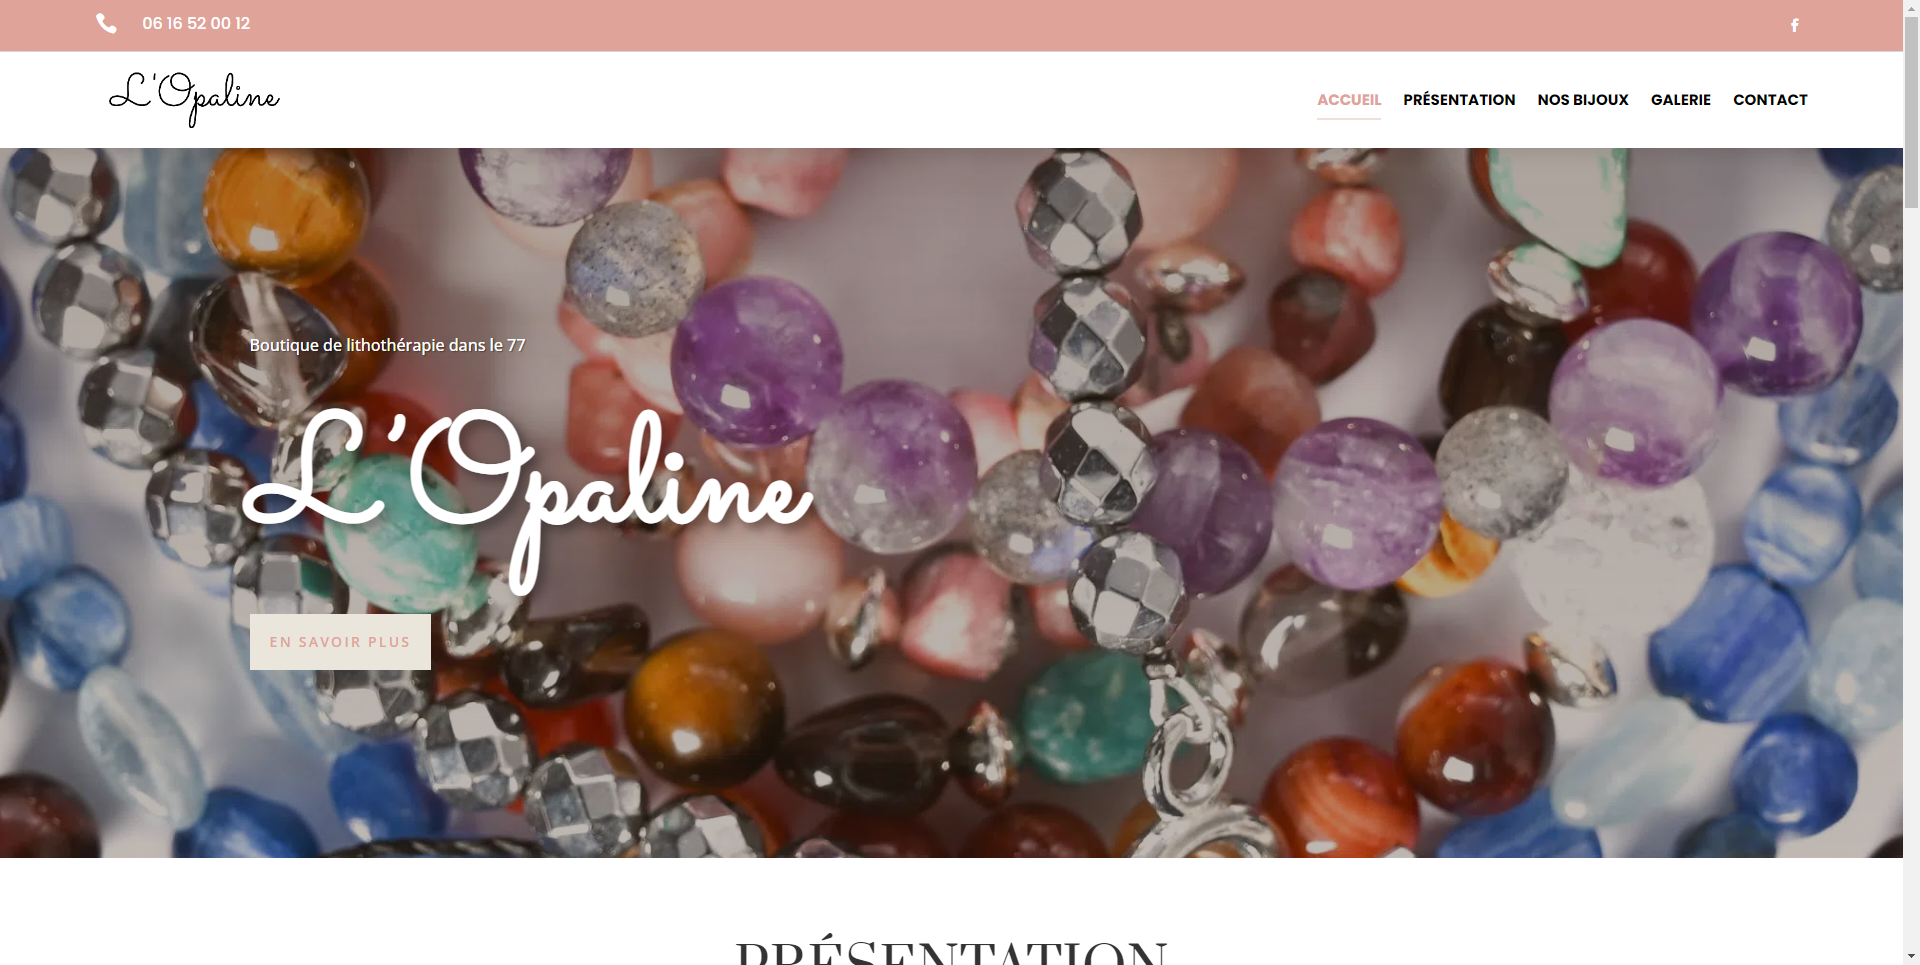 06 16 52 00 12
L'Opaline
ACCUEIL PRÉSENTATION NOS BIJOUX GALERIE CONTACT
Boutique de lithothérapie dans le 77
L'Opaline
EN SAVOIR PLUS
PRÉSENTATION